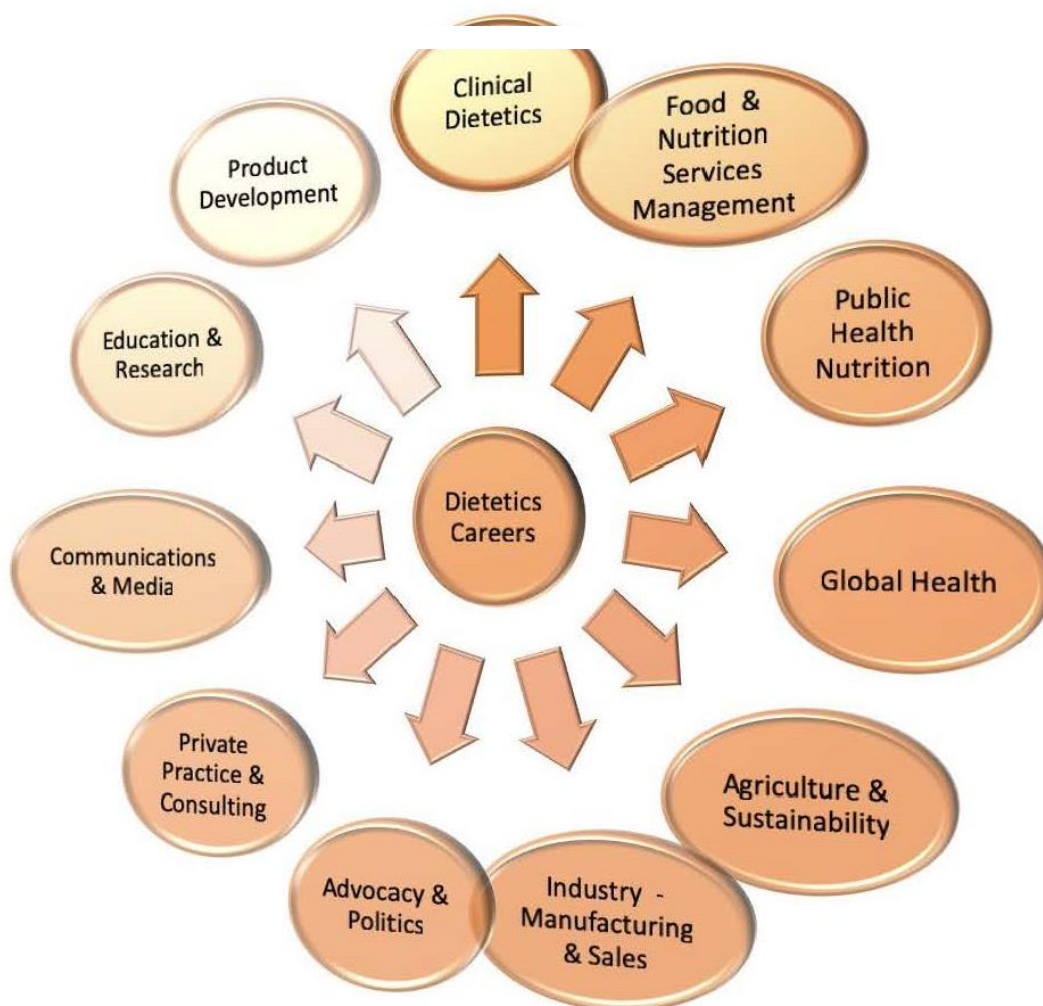 Clinical
Dietetics
Food & 
Nutrition
Services
Management
Public
Health
Nutrition
Global Health
Agriculture &
Sustainability
Industry -
Manufacturing
& Sales
Advocacy &
Politics
Private
Practice &
Consulting
Communications
& Media
Education &
Research
Product
Development
Dietetics
Careers